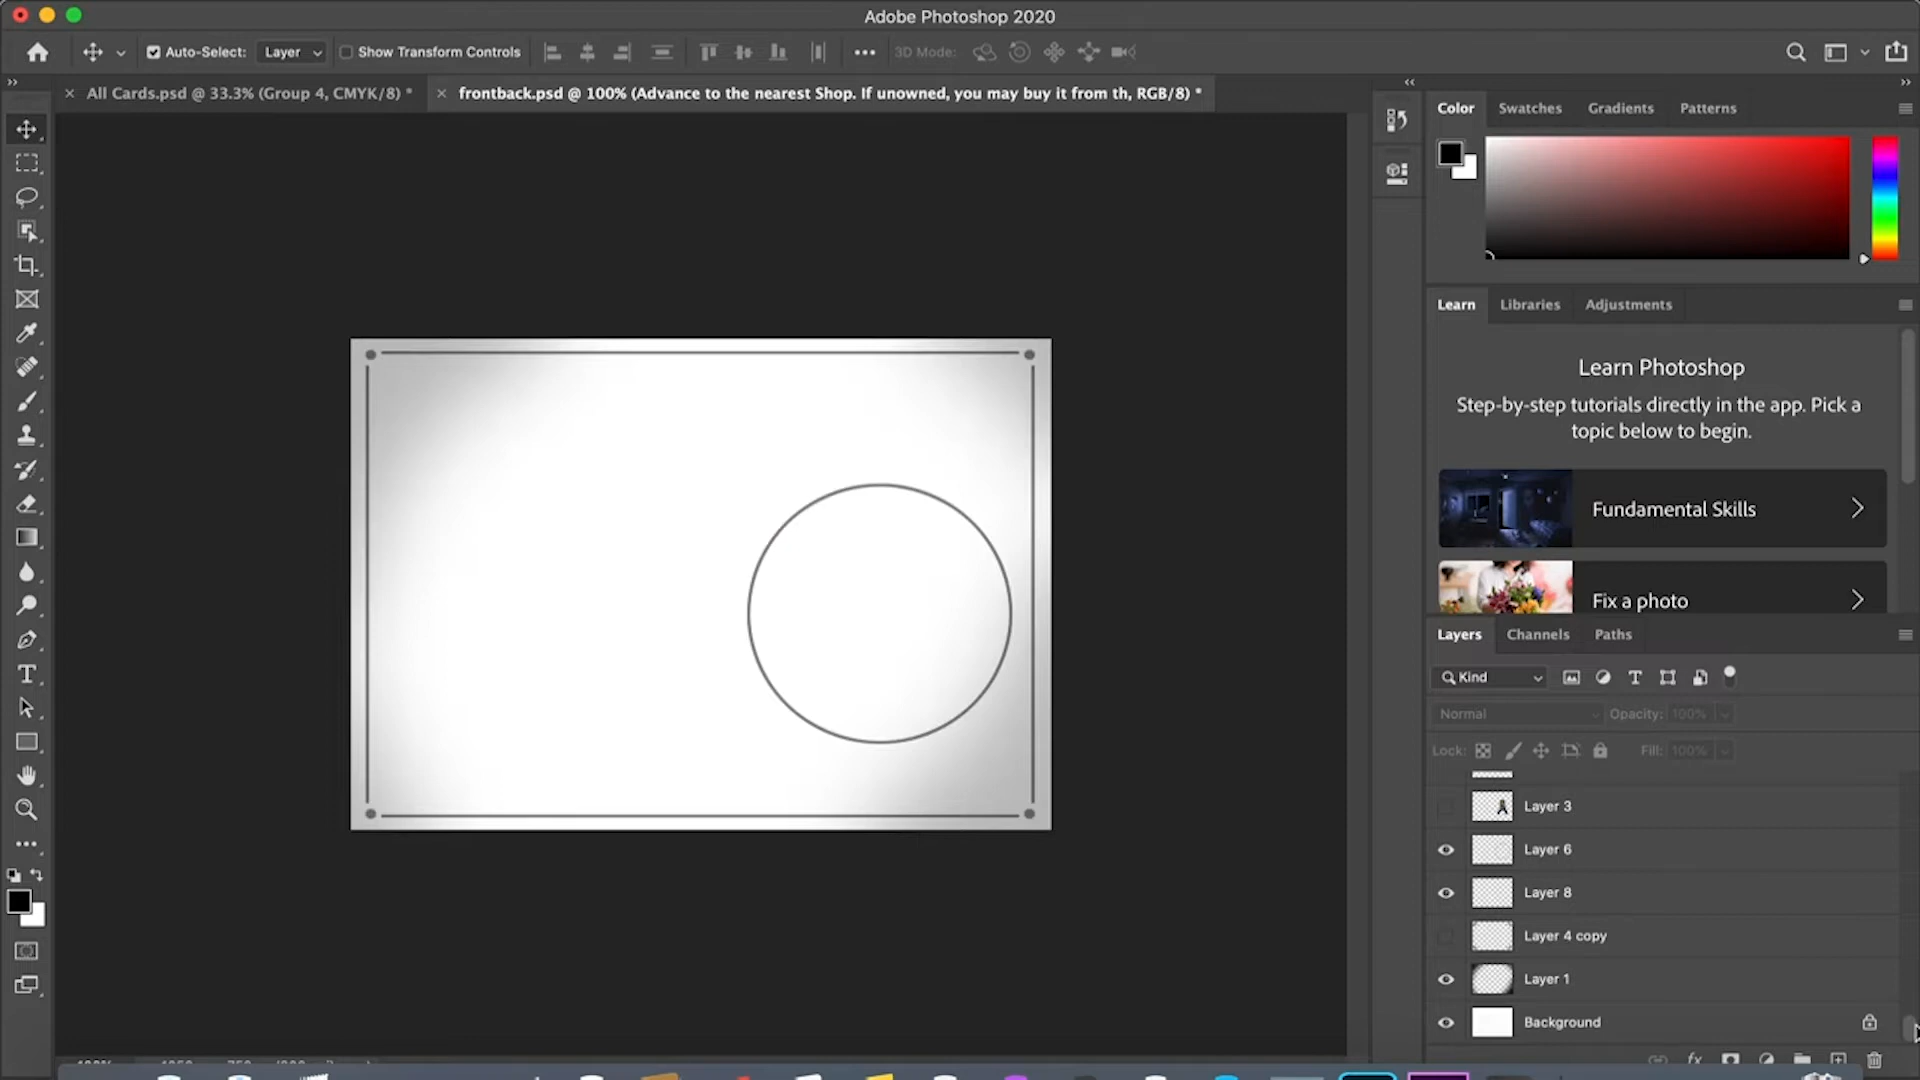 Adobe Photoshop 2020
Auto-Select: Layer Show Transform Controls 3D Mode:
All Cards.psd @ 33.3% (Group 4, CMYK/8) *
frontback.psd @ 100% (Advance to the nearest Shop. If unowned, you may buy it from th, RGB/8) *
Color Swatches Gradients Patterns
Learn Libraries Adjustments
Learn Photoshop
Step-by-step tutorials directly in the app. Pick a
topic below to begin.
Fundamental Skills
Fix a photo
Layers Channels Paths
Kind
Normal Opacity: 100%
Lock: Fill: 100%
Layer 3
Layer 6
Layer 8
Layer 4 copy
Layer 1
Background